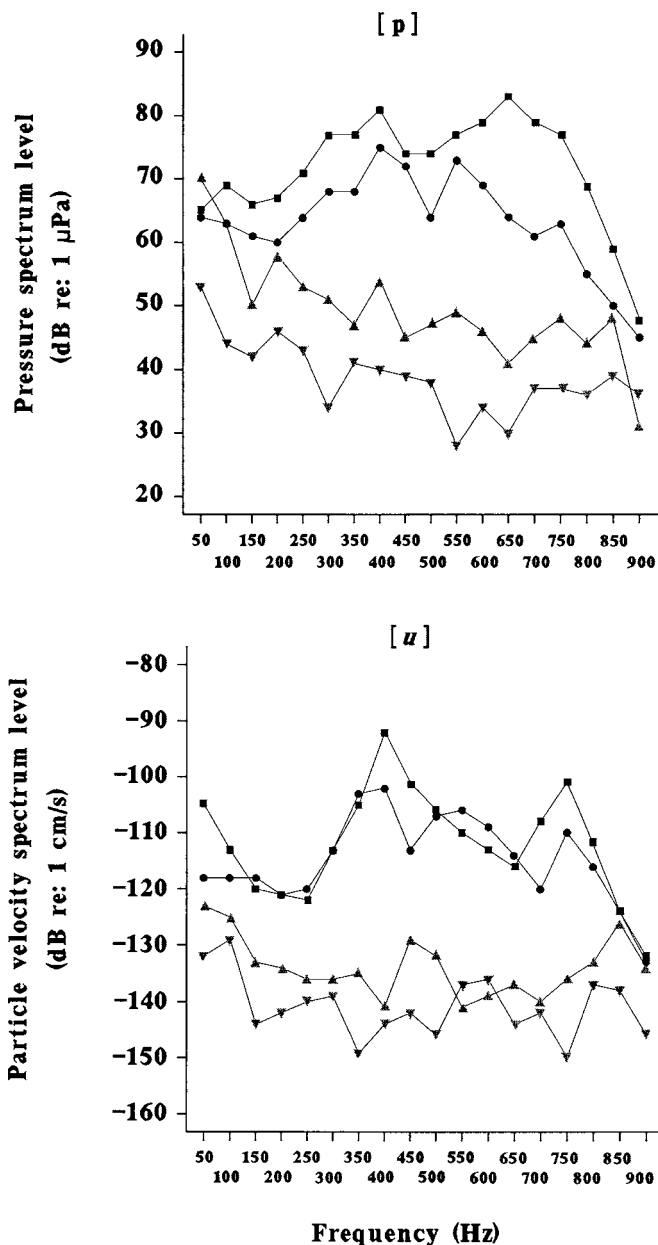 [ p ]
Pressure spectrum level
(dB re: 1 μPa)
90
80
70
60
50
40
30
20
50 150 250 350 450 550 650 750 850
100 200 300 400 500 600 700 800 900
[ u ]
Particle velocity spectrum level
(dB re: 1 cm/s)
−80
−90
−100
−110
−120
−130
−140
−150
−160
50 150 250 350 450 550 650 750 850
100 200 300 400 500 600 700 800 900
Frequency (Hz)